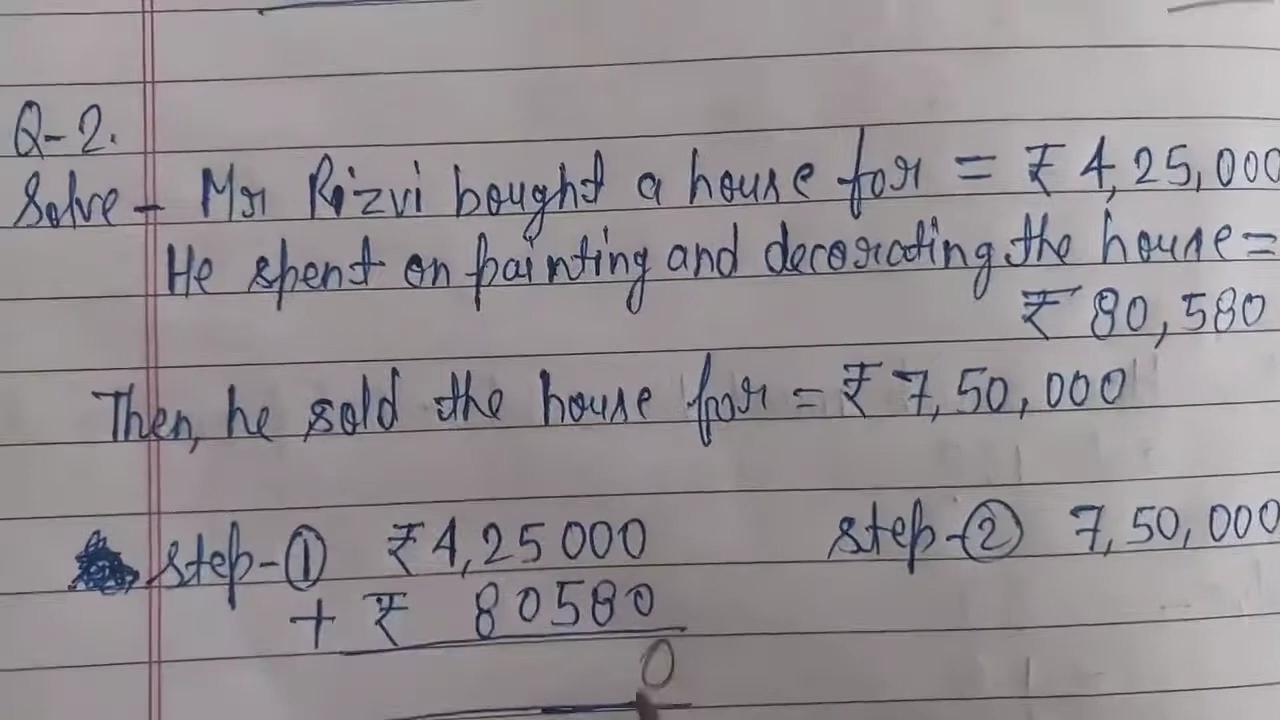 Q-2.
Solve - Mr Rizvi bought a house for = ₹ 4,25,000
He spent on painting and decorating the house =
₹ 80,580
Then, he sold the house for = ₹ 7,50,000
step-① ₹4,25000 step-② 7,50,000
+ ₹ 80580
0